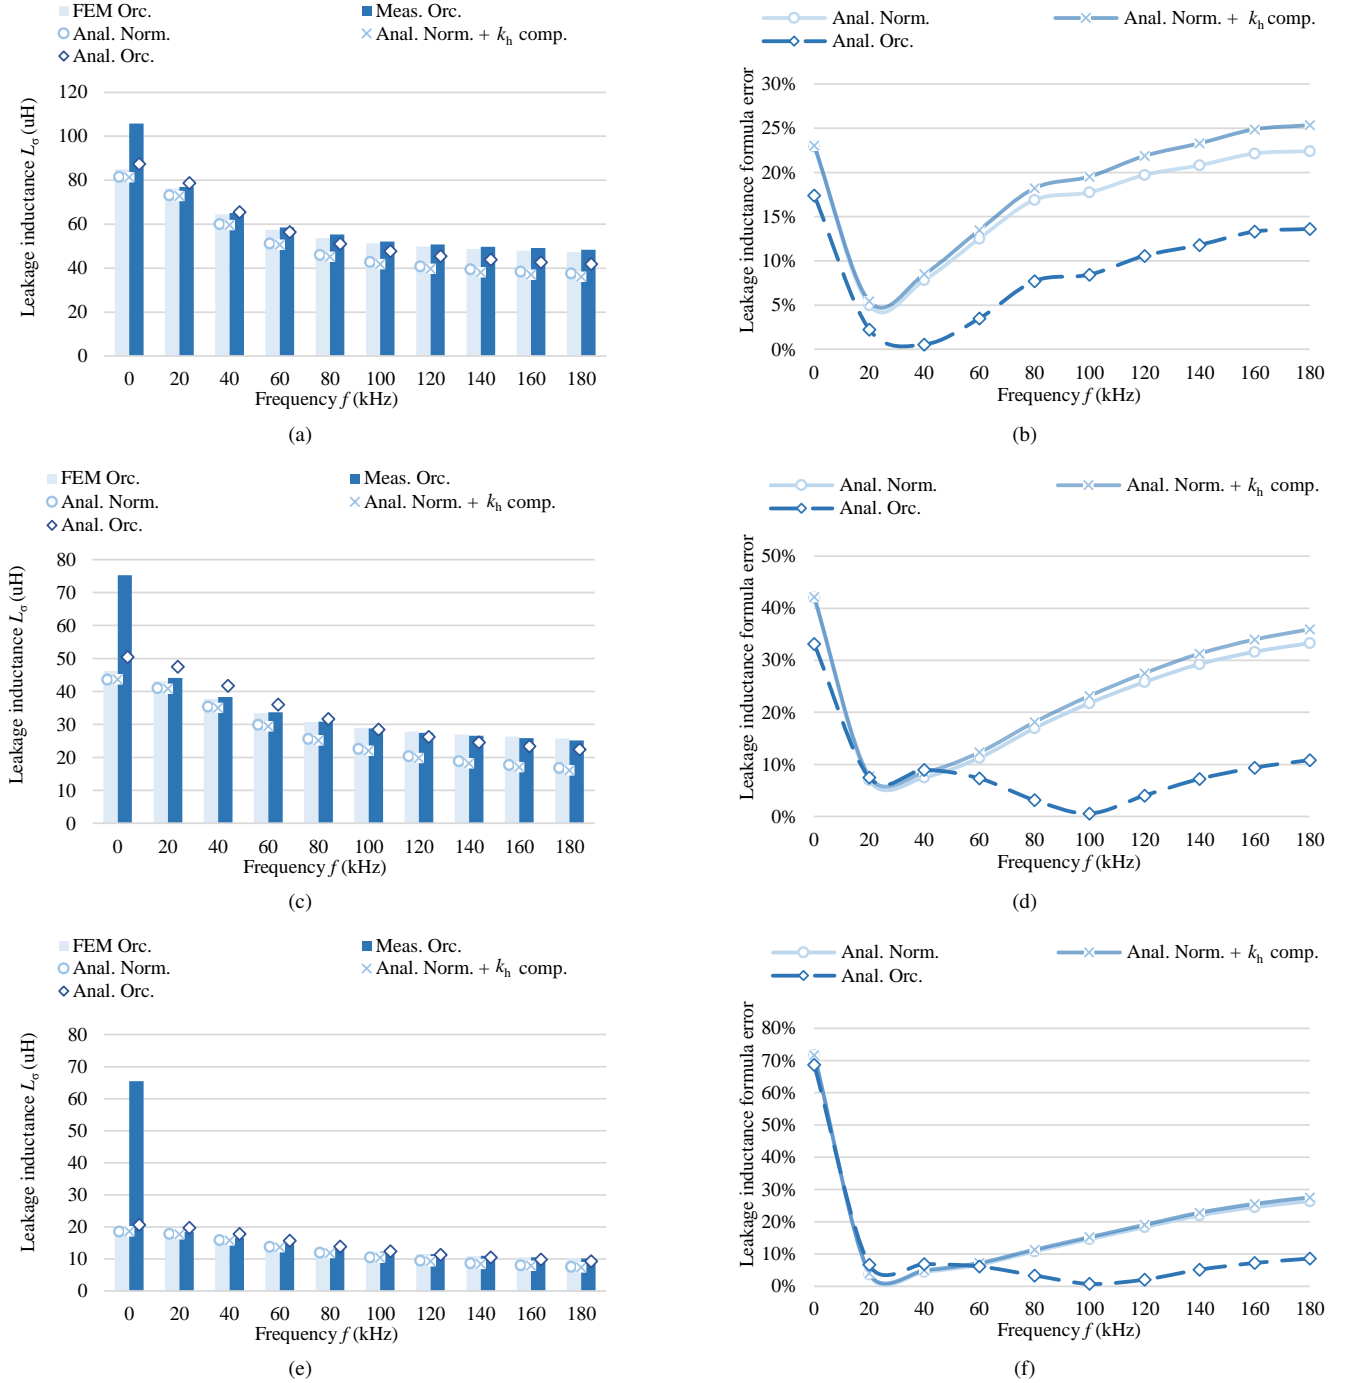 FEM Orc. Meas. Orc.
Anal. Norm. Anal. Norm. + kh comp.
Anal. Orc.
Leakage inductance Lσ (uH)
120
100
80
60
40
20
0
0 20 40 60 80 100 120 140 160 180
Frequency f (kHz)
(a)
Anal. Norm. Anal. Norm. + kh comp.
Anal. Orc.
Leakage inductance formula error
30%
25%
20%
15%
10%
5%
0%
0 20 40 60 80 100 120 140 160 180
Frequency f (kHz)
(b)
FEM Orc. Meas. Orc.
Anal. Norm. Anal. Norm. + kh comp.
Anal. Orc.
Leakage inductance Lσ (uH)
80
70
60
50
40
30
20
10
0
0 20 40 60 80 100 120 140 160 180
Frequency f (kHz)
(c)
Anal. Norm. Anal. Norm. + kh comp.
Anal. Orc.
Leakage inductance formula error
50%
40%
30%
20%
10%
0%
0 20 40 60 80 100 120 140 160 180
Frequency f (kHz)
(d)
FEM Orc. Meas. Orc.
Anal. Norm. Anal. Norm. + kh comp.
Anal. Orc.
Leakage inductance Lσ (uH)
80
70
60
50
40
30
20
10
0
0 20 40 60 80 100 120 140 160 180
Frequency f (kHz)
(e)
Anal. Norm. Anal. Norm. + kh comp.
Anal. Orc.
Leakage inductance formula error
80%
70%
60%
50%
40%
30%
20%
10%
0%
0 20 40 60 80 100 120 140 160 180
Frequency f (kHz)
(f)